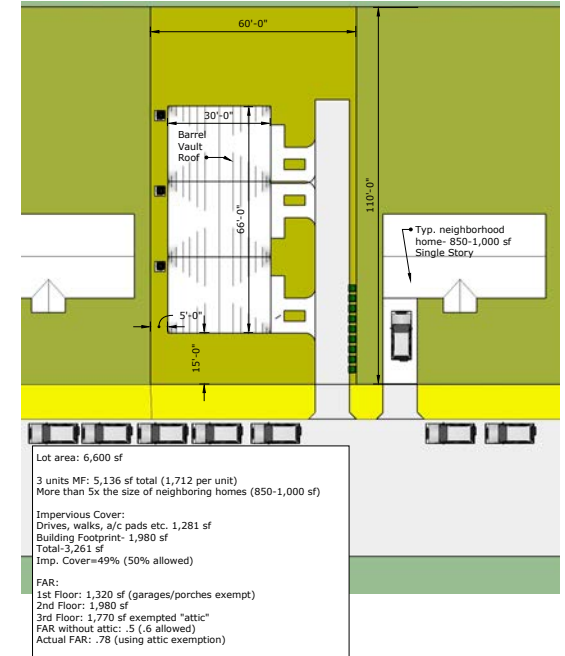 60'-0"
30'-0"
Barrel
Vault
Roof
66'-0"
110'-0"
Typ. neighborhood
home- 850-1,000 sf
Single Story
5'-0"
15'-0"
Lot area: 6,600 sf
3 units MF: 5,136 sf total (1,712 per unit)
More than 5x the size of neighboring homes (850-1,000 sf)
Impervious Cover:
Drives, walks, a/c pads etc. 1,281 sf
Building Footprint- 1,980 sf
Total-3,261 sf
Imp. Cover=49% (50% allowed)
FAR:
1st Floor: 1,320 sf (garages/porches exempt)
2nd Floor: 1,980 sf
3rd Floor: 1,770 sf exempted "attic"
FAR without attic: .5 (.6 allowed)
Actual FAR: .78 (using attic exemption)